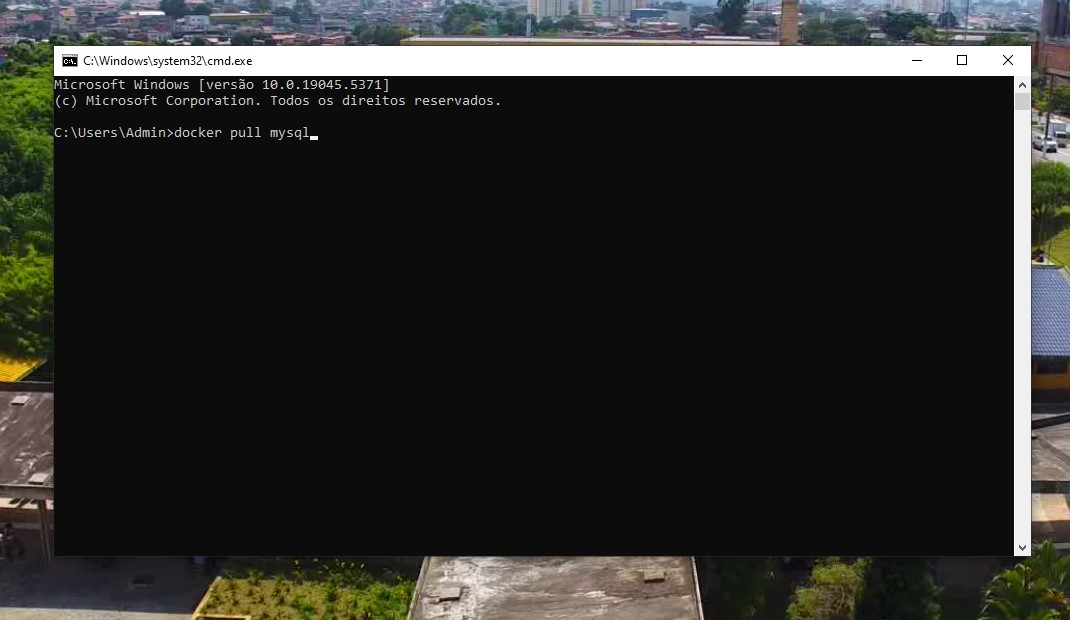 C:\Windows\system32\cmd.exe
Microsoft Windows [versão 10.0.19045.5371]
(c) Microsoft Corporation. Todos os direitos reservados.
C:\Users\Admin>docker pull mysql